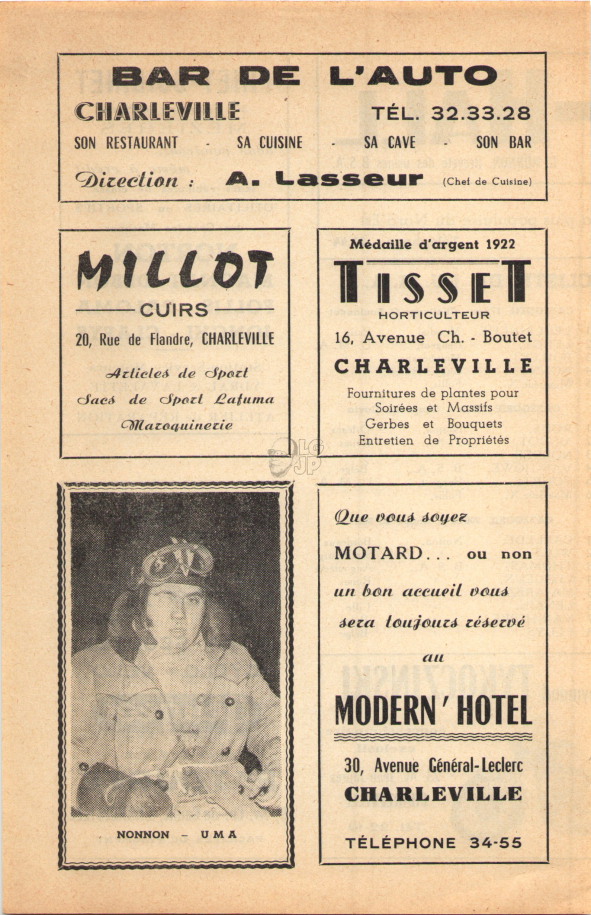 BAR DE L'AUTO
CHARLEVILLE TÉL. 32.33.28
SON RESTAURANT - SA CUISINE - SA CAVE - SON BAR
Direction : A. Lasseur (Chef de Cuisine)
MILLOT
CUIRS
20, Rue de Flandre, CHARLEVILLE
Articles de Sport
Sacs de Sport Lafuma
Maroquinerie
Médaille d'argent 1922
TISSET
HORTICULTEUR
16, Avenue Ch. - Boutet
CHARLEVILLE
Fournitures de plantes pour
Soirées et Massifs
Gerbes et Bouquets
Entretien de Propriétés
LG
JP
NONNON - UMA
Que vous soyez
MOTARD... ou non
un bon accueil vous
sera toujours réservé
au
MODERN' HOTEL
30, Avenue Général-Leclerc
CHARLEVILLE
TÉLÉPHONE 34-55